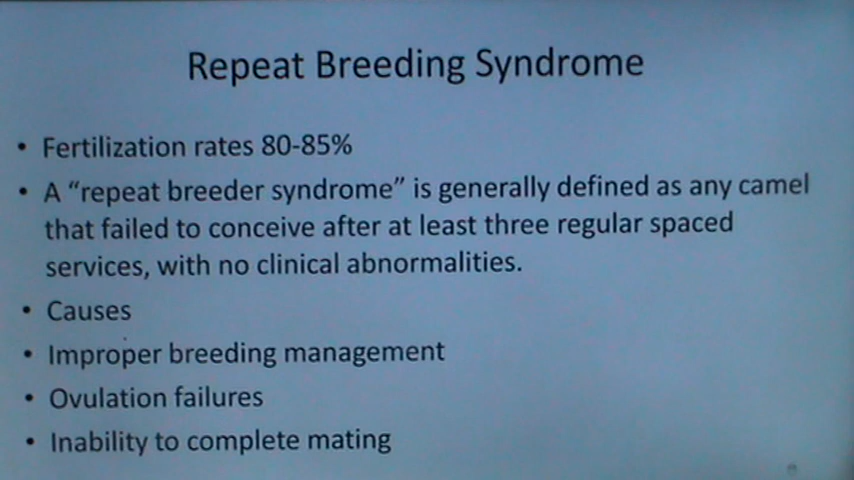 Repeat Breeding Syndrome
• Fertilization rates 80-85%
• A “repeat breeder syndrome” is generally defined as any camel
that failed to conceive after at least three regular spaced
services, with no clinical abnormalities.
• Causes
• Improper breeding management
• Ovulation failures
• Inability to complete mating